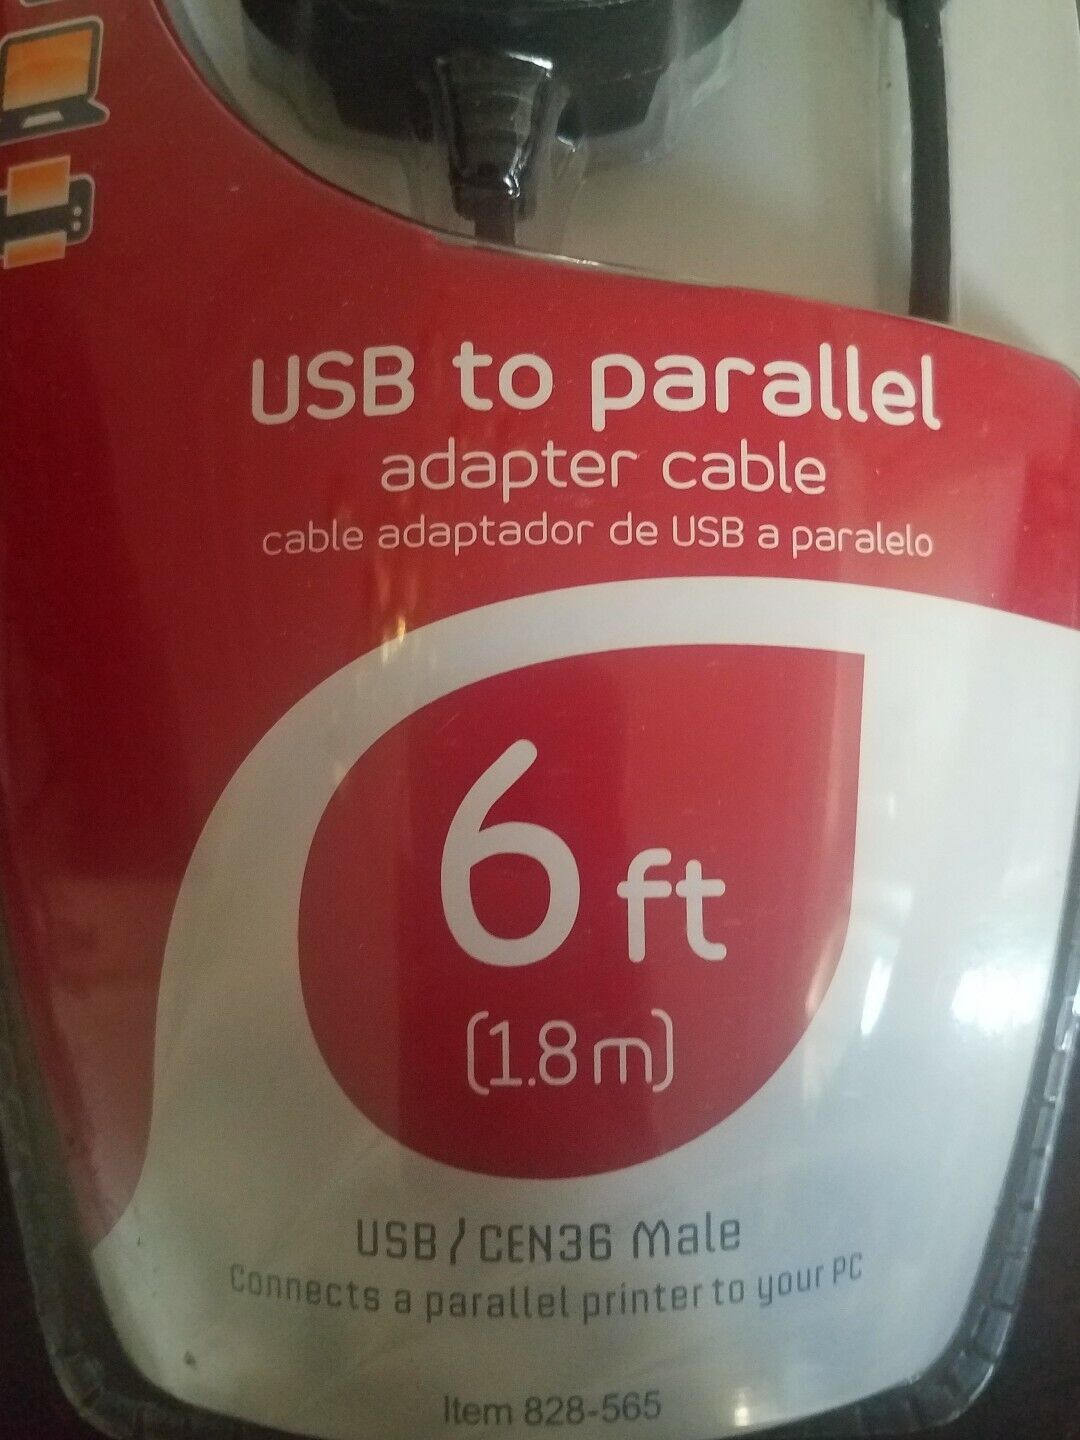 USB to parallel
adapter cable
cable adaptador de USB a paralelo
6 ft
(1.8 m)
USB / CEN36 Male
Connects a parallel printer to your PC
Item 828-565